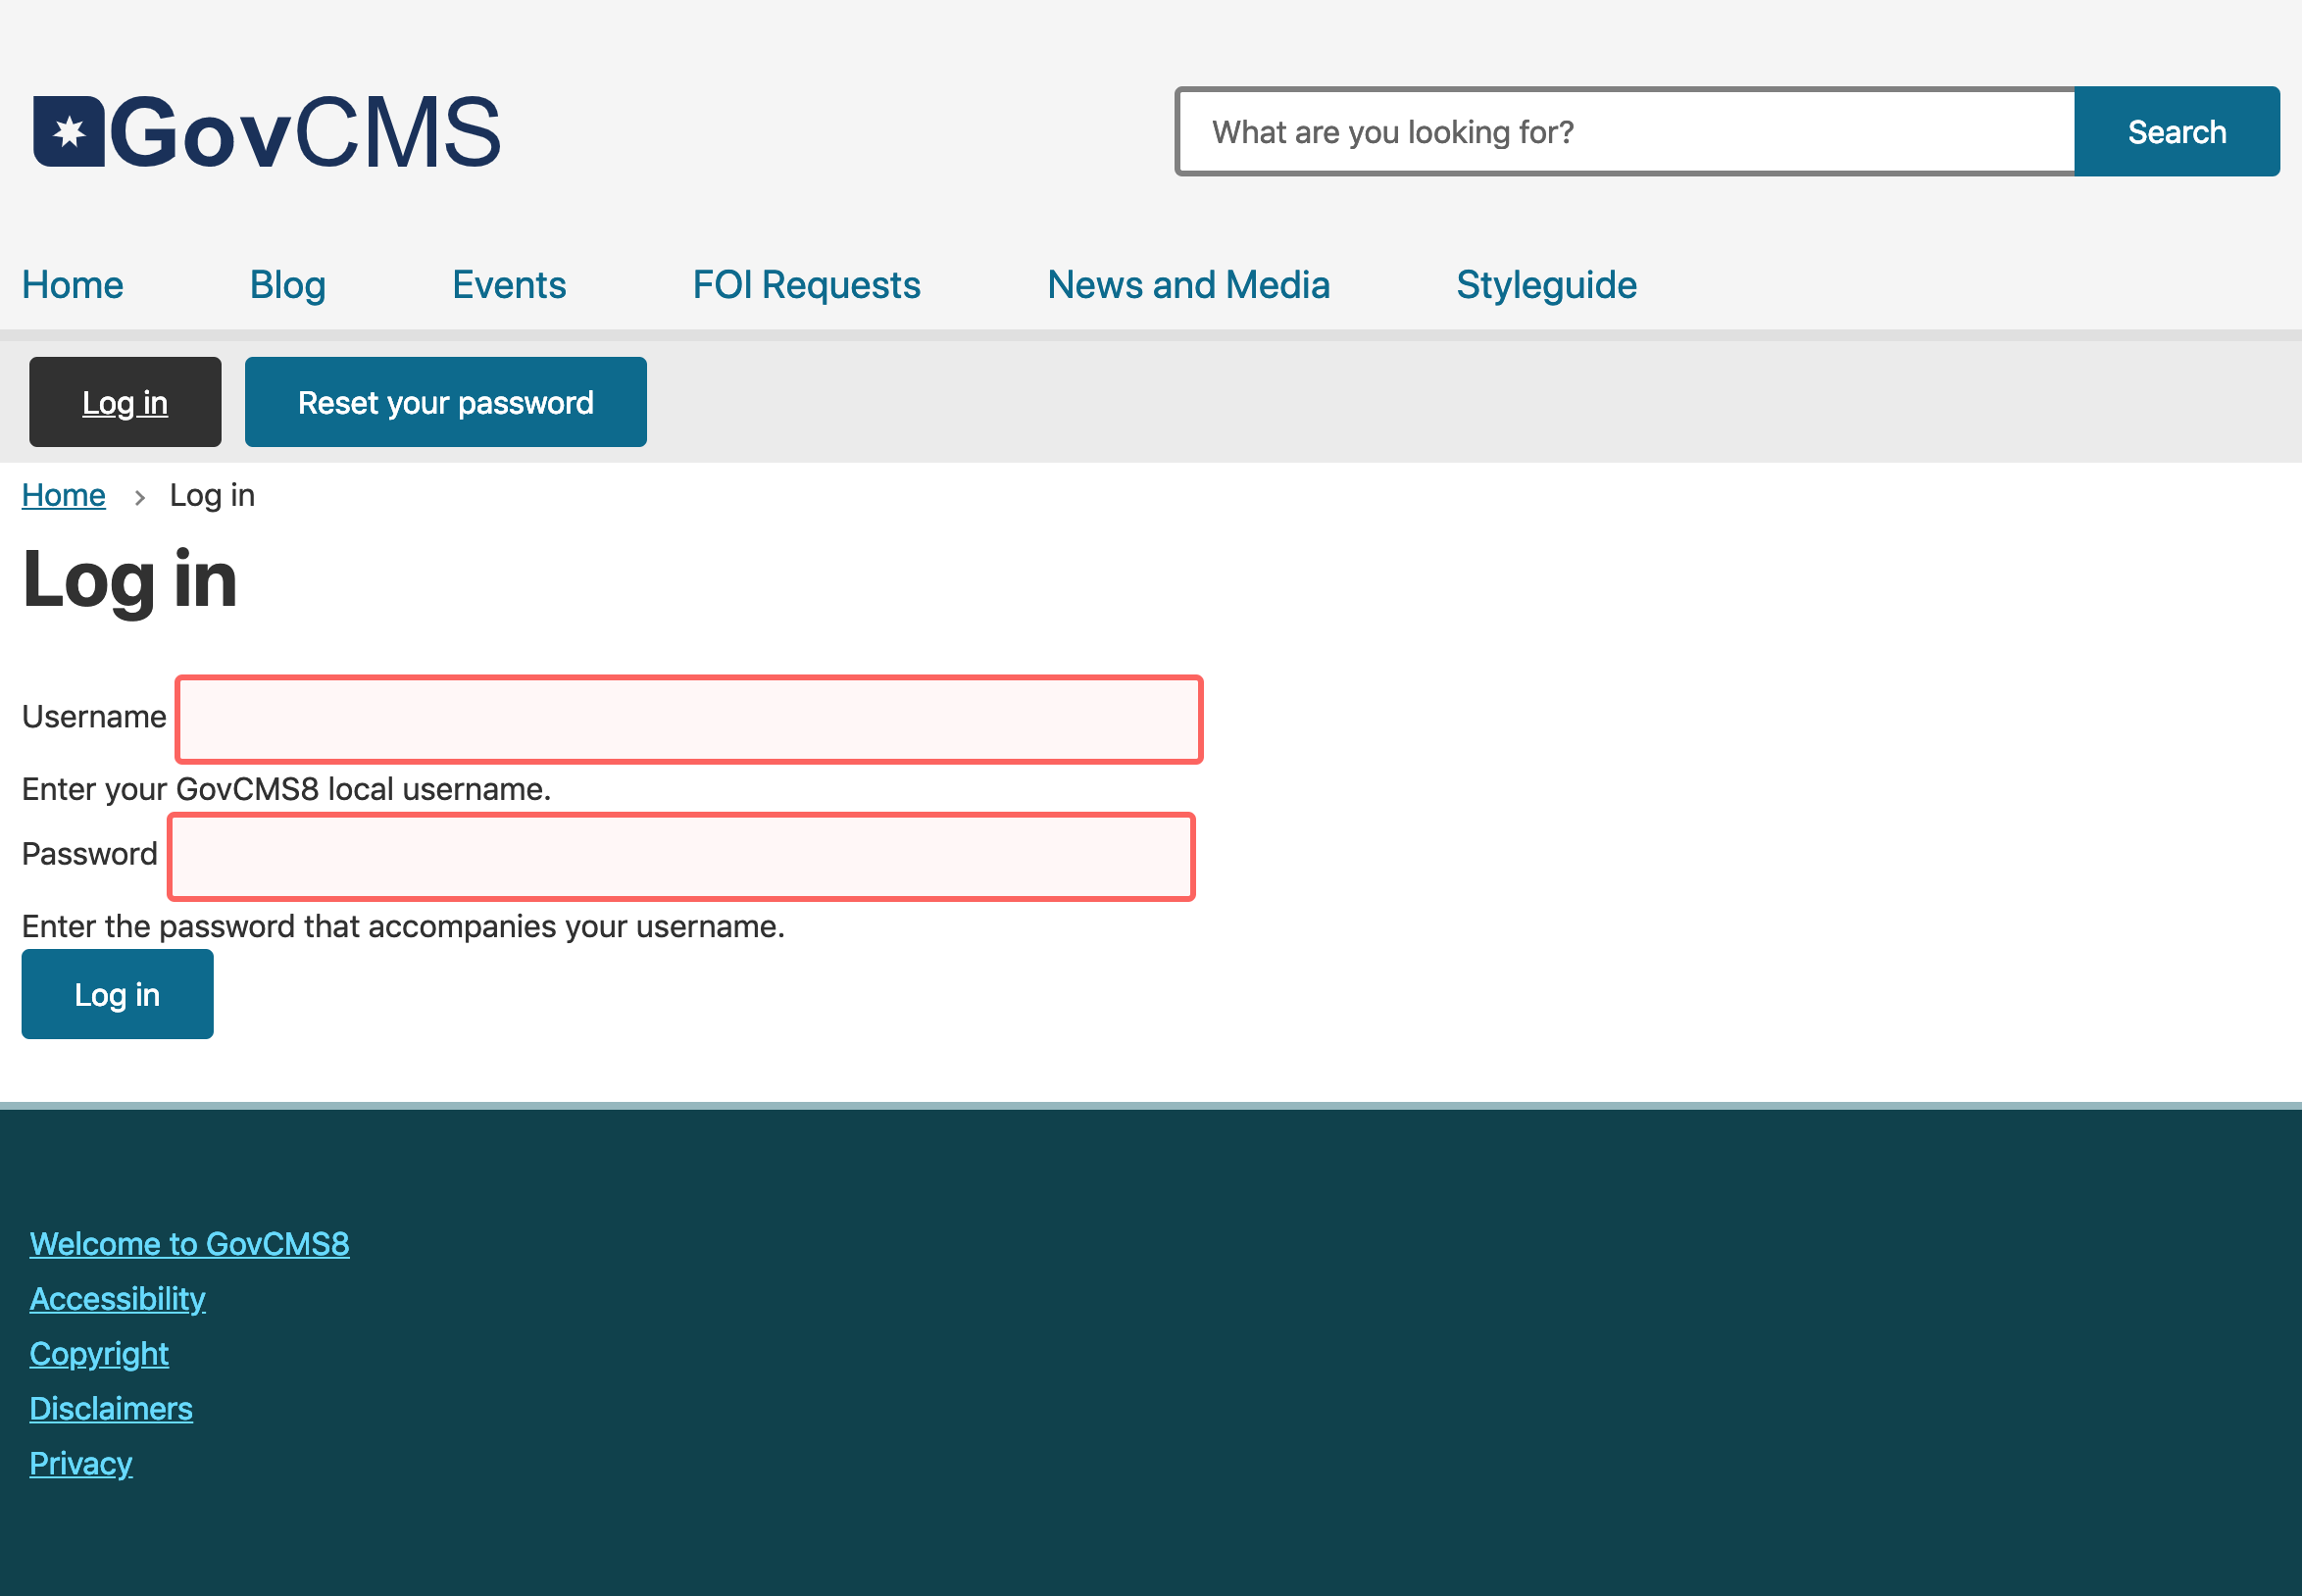 GovCMS
What are you looking for? Search
Home Blog Events FOI Requests News and Media Styleguide
Log in Reset your password
Home › Log in
Log in
Username
Enter your GovCMS8 local username.
Password
Enter the password that accompanies your username.
Log in
Welcome to GovCMS8
Accessibility
Copyright
Disclaimers
Privacy